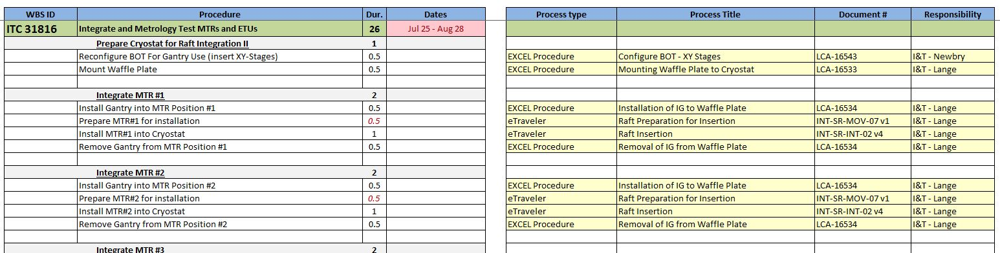 WBS ID Procedure Dur. Dates Process type Process Title Document # Responsibility
ITC 31816 Integrate and Metrology Test MTRs and ETUs 26 Jul 25 - Aug 28
Prepare Cryostat for Raft Integration II 1
Reconfigure BOT For Gantry Use (insert XY-Stages) 0.5 EXCEL Procedure Configure BOT - XY Stages LCA-16543 I&T - Newbry
Mount Waffle Plate 0.5 EXCEL Procedure Mounting Waffle Plate to Cryostat LCA-16533 I&T - Lange
Integrate MTR #1 2
Install Gantry into MTR Position #1 0.5 EXCEL Procedure Installation of IG to Waffle Plate LCA-16534 I&T - Lange
Prepare MTR#1 for installation 0.5 eTraveler Raft Preparation for Insertion INT-SR-MOV-07 v1 I&T - Lange
Install MTR#1 into Cryostat 1 eTraveler Raft Insertion INT-SR-INT-02 v4 I&T - Lange
Remove Gantry from MTR Position #1 0.5 EXCEL Procedure Removal of IG from Waffle Plate LCA-16534 I&T - Lange
Integrate MTR #2 2
Install Gantry into MTR Position #2 0.5 EXCEL Procedure Installation of IG to Waffle Plate LCA-16534 I&T - Lange
Prepare MTR#2 for installation 0.5 eTraveler Raft Preparation for Insertion INT-SR-MOV-07 v1 I&T - Lange
Install MTR#2 into Cryostat 1 eTraveler Raft Insertion INT-SR-INT-02 v4 I&T - Lange
Remove Gantry from MTR Position #2 0.5 EXCEL Procedure Removal of IG from Waffle Plate LCA-16534 I&T - Lange
Integrate MTR #3 2